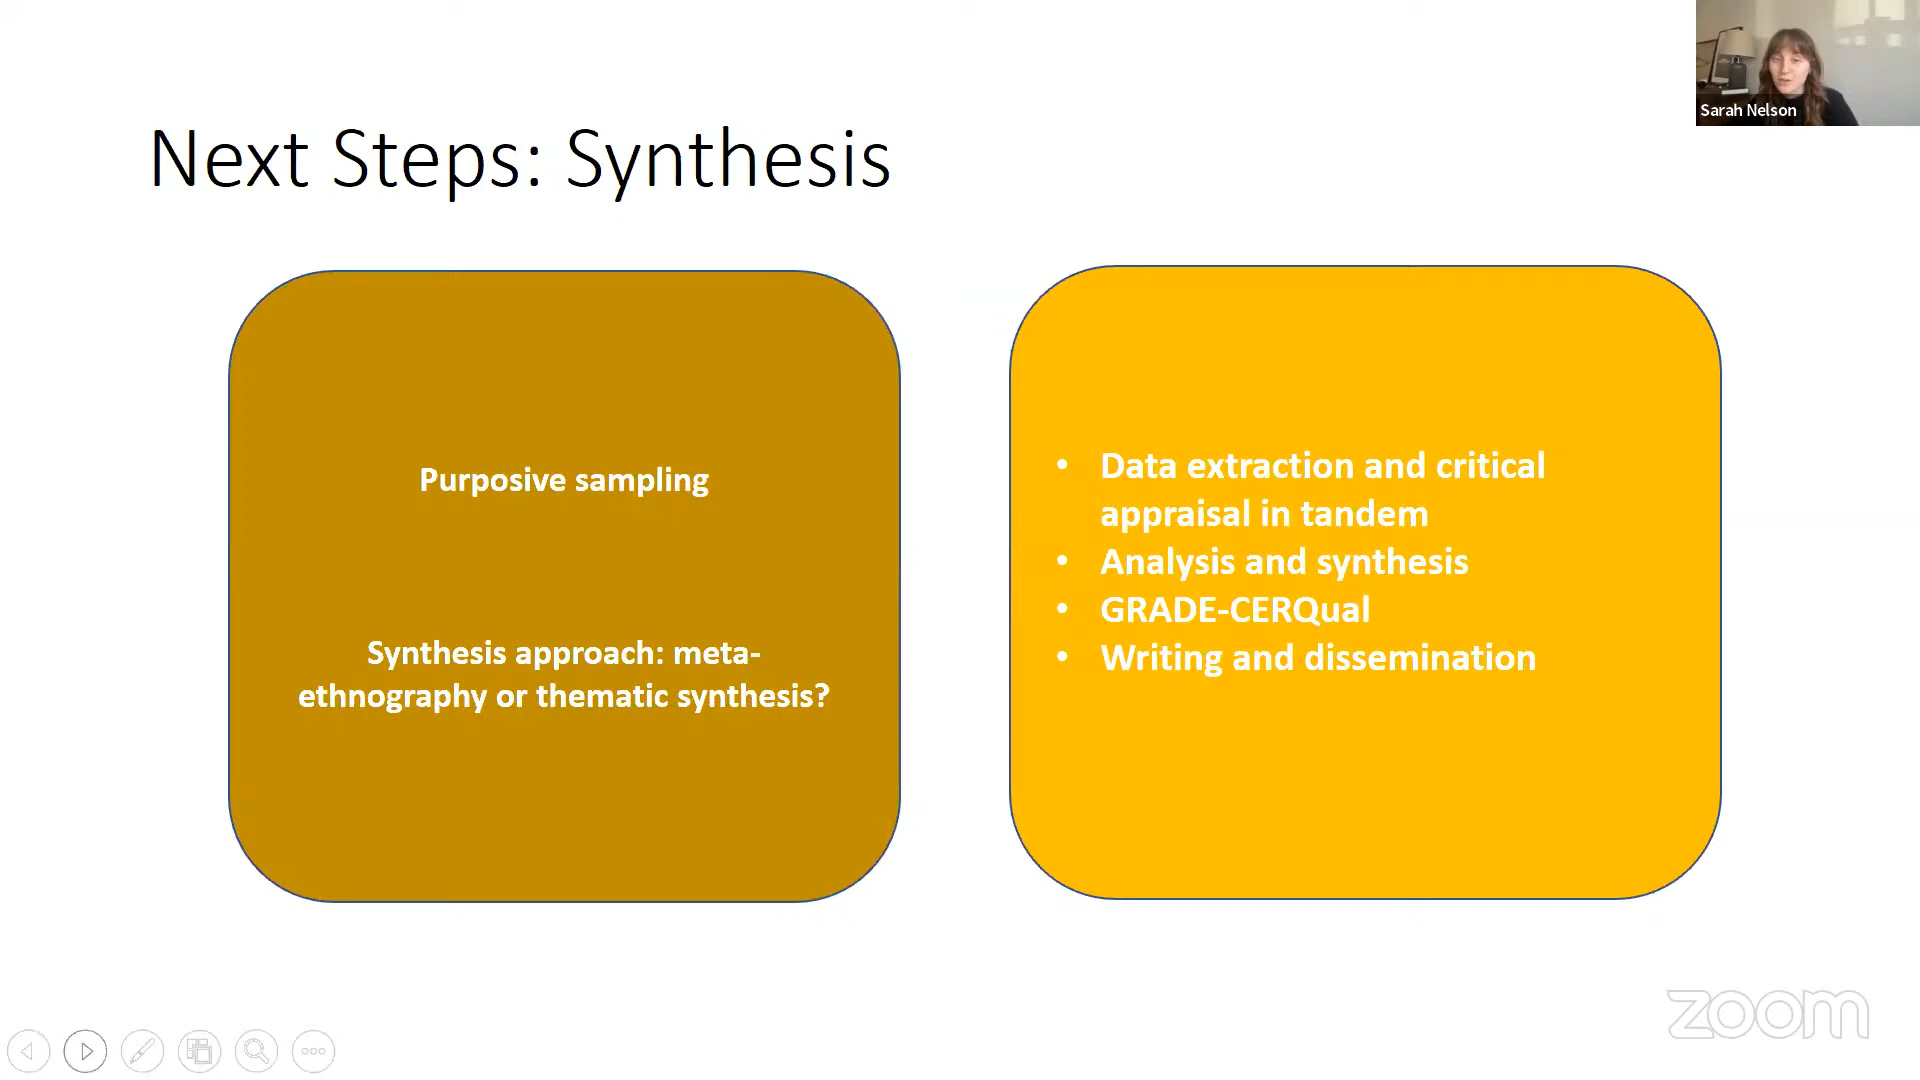 Sarah Nelson
Next Steps: Synthesis
Purposive sampling
Synthesis approach: meta-
ethnography or thematic synthesis?
• Data extraction and critical
appraisal in tandem
• Analysis and synthesis
• GRADE-CERQual
• Writing and dissemination
zoom